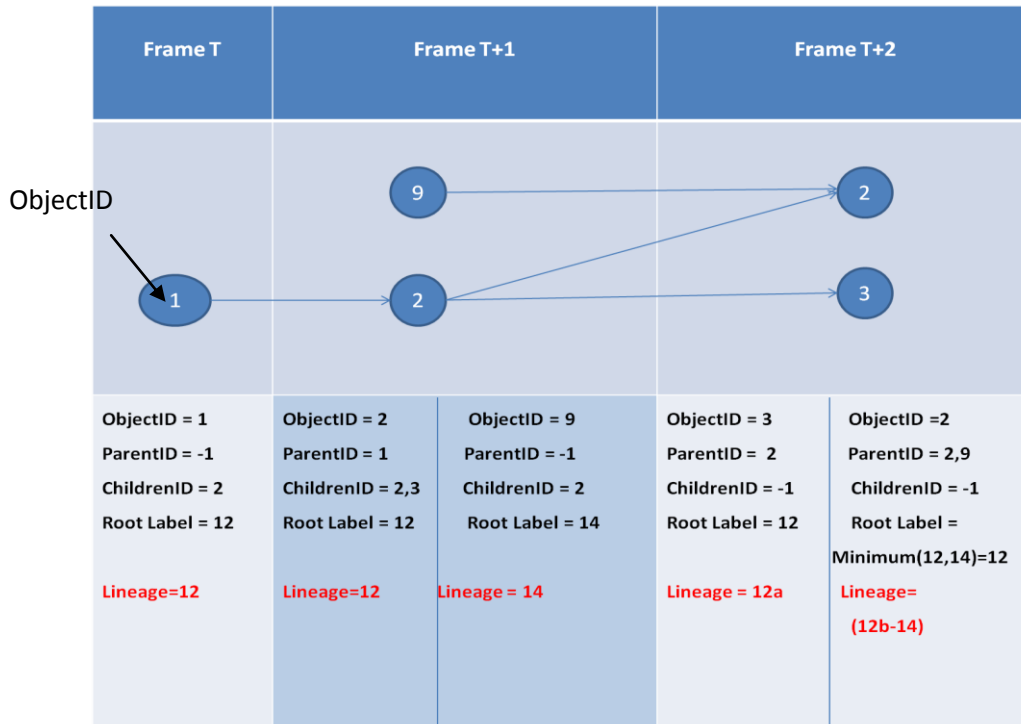 Frame T
Frame T+1
Frame T+2
ObjectID
9
2
1
2
3
ObjectID = 1
ParentID = -1
ChildrenID = 2
Root Label = 12
Lineage=12
ObjectID = 2
ParentID = 1
ChildrenID = 2,3
Root Label = 12
Lineage=12
ObjectID = 9
ParentID = -1
ChildrenID = 2
Root Label = 14
Lineage = 14
ObjectID = 3
ParentID = 2
ChildrenID = -1
Root Label = 12
Lineage = 12a
ObjectID =2
ParentID = 2,9
ChildrenID = -1
Root Label =
Minimum(12,14)=12
Lineage=
(12b-14)